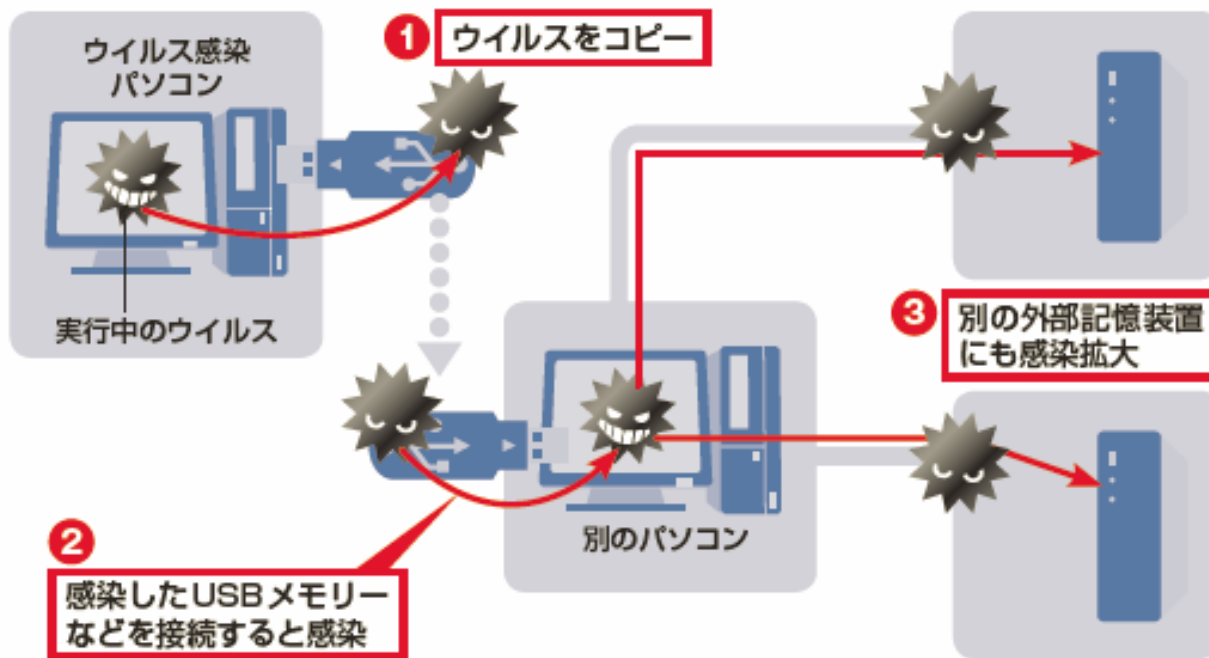 ウイルス感染
パソコン
実行中のウイルス
1 ウイルスをコピー
2
感染したUSBメモリー
などを接続すると感染
別のパソコン
3 別の外部記憶装置
にも感染拡大